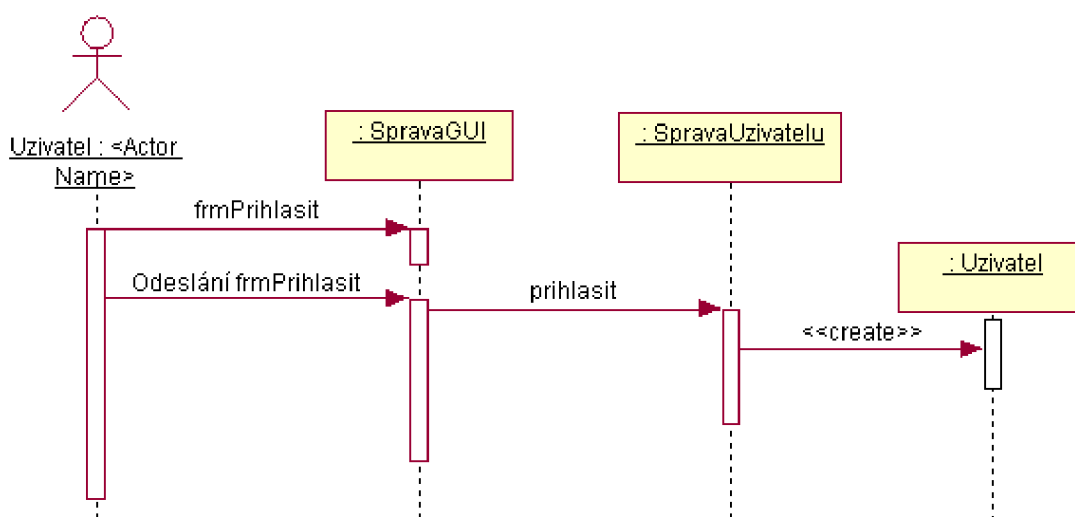 Uzivatel : <Actor
Name>
: SpravaGUI
: SpravaUzivatelu
frmPrihlasit
: Uzivatel
Odeslání frmPrihlasit
prihlasit
<<create>>